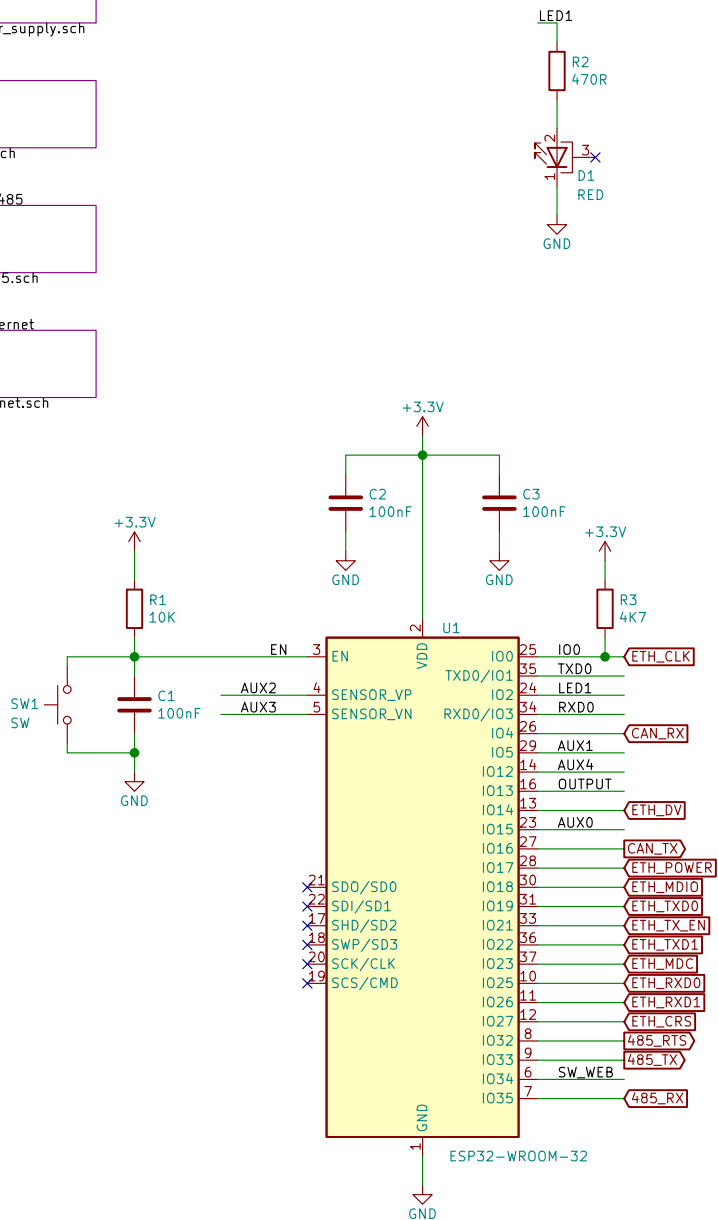 r_supply.sch
ch
485
5.sch
ernet
net.sch
LED1
R2
470R
2
3
1
D1
RED
GND
+3.3V
C2
100nF
C3
100nF
GND
GND
+3.3V
R1
10K
+3.3V
R3
4K7
SW1
SW
C1
100nF
GND
U1
2
VDD
EN 3 EN
AUX2 4 SENSOR_VP
AUX3 5 SENSOR_VN
21 SDO/SD0
22 SDI/SD1
17 SHD/SD2
18 SWP/SD3
20 SCK/CLK
19 SCS/CMD
IO0 25 IO0 ETH_CLK
TXD0/IO1 35 TXD0
IO2 24 LED1
RXD0/IO3 34 RXD0
IO4 26 CAN_RX
IO5 29 AUX1
IO12 14 AUX4
IO13 16 OUTPUT
IO14 13 ETH_DV
IO15 23 AUX0
IO16 27 CAN_TX
IO17 28 ETH_POWER
IO18 30 ETH_MDIO
IO19 31 ETH_TXD0
IO21 33 ETH_TX_EN
IO22 36 ETH_TXD1
IO23 37 ETH_MDC
IO25 10 ETH_RXD0
IO26 11 ETH_RXD1
IO27 12 ETH_CRS
IO32 8 485_RTS
IO33 9 485_TX
IO34 6 SW_WEB
IO35 7 485_RX
GND
1
ESP32-WROOM-32
GND